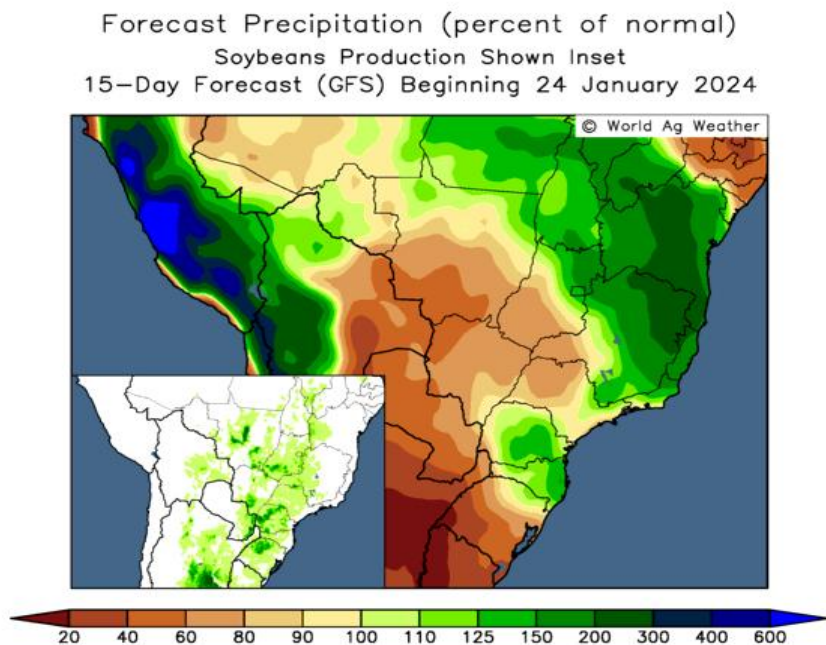 Forecast Precipitation (percent of normal)
Soybeans Production Shown Inset
15-Day Forecast (GFS) Beginning 24 January 2024
© World Ag Weather
20 40 60 80 90 100 110 125 150 200 300 400 600